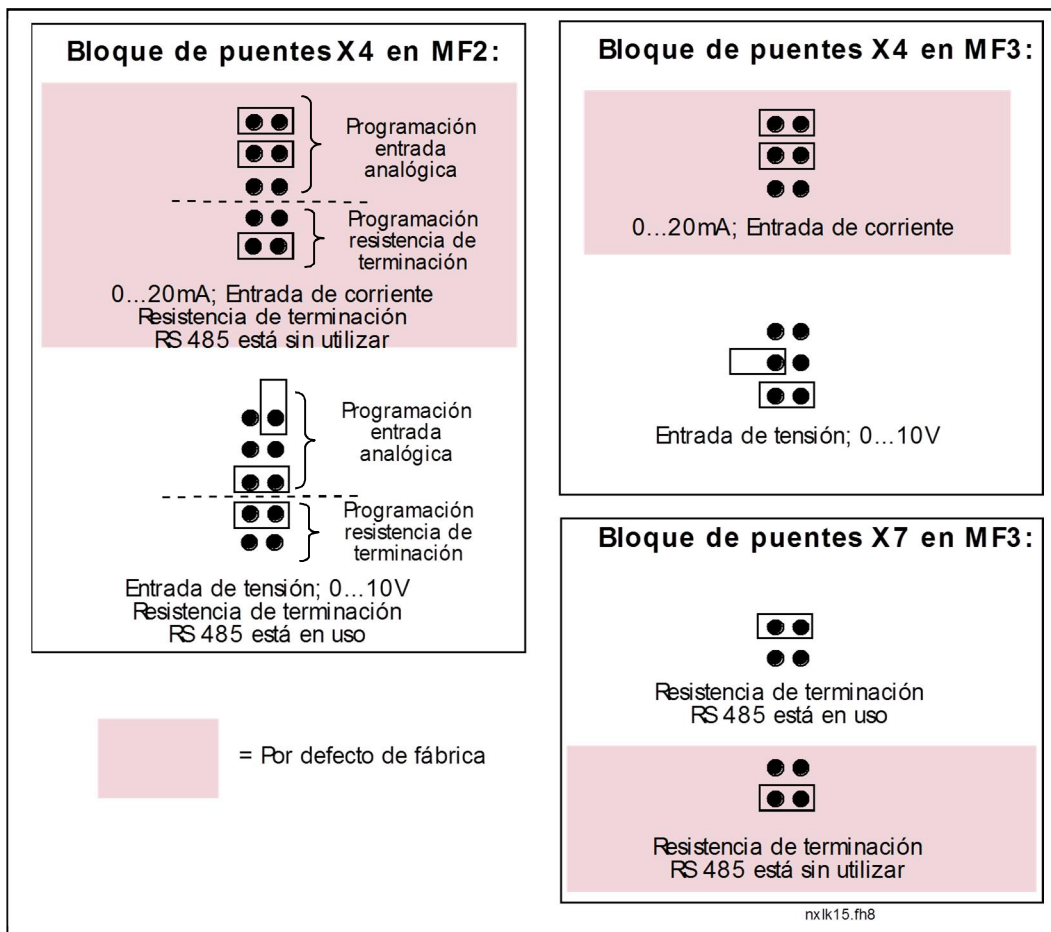 Bloque de puentes X4 en MF2:
Programación
entrada
analógica
Programación
resistencia de
terminación
0...20mA; Entrada de corriente
Resistencia de terminación
RS 485 está sin utilizar
Programación
entrada
analógica
Programación
resistencia de
terminación
Entrada de tensión; 0...10V
Resistencia de terminación
RS 485 está en uso
= Por defecto de fábrica
Bloque de puentes X4 en MF3:
0...20mA; Entrada de corriente
Entrada de tensión; 0...10V
Bloque de puentes X7 en MF3:
Resistencia de terminación
RS 485 está en uso
Resistencia de terminación
RS 485 está sin utilizar
nxlk15.fh8